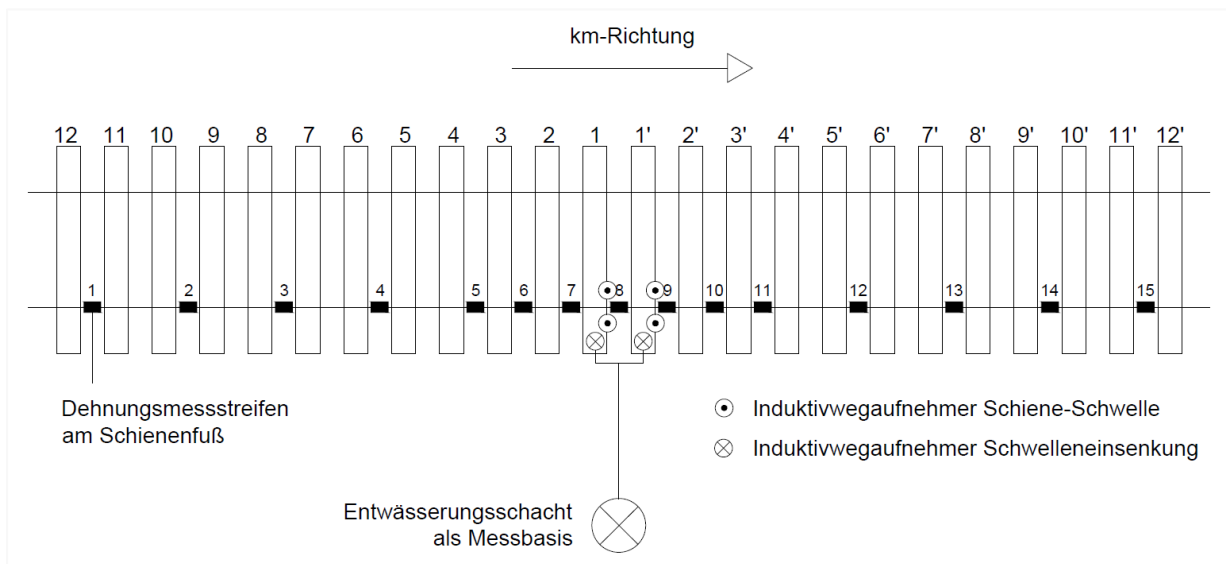 km-Richtung
12 11 10 9 8 7 6 5 4 3 2 1 1' 2' 3' 4' 5' 6' 7' 8' 9' 10' 11' 12'
1 2 3 4 5 6 7 8 9 10 11 12 13 14 15
Dehnungsmessstreifen
am Schienenfuß
Induktivwegaufnehmer Schiene-Schwelle
Induktivwegaufnehmer Schwelleneinsenkung
Entwässerungsschacht
als Messbasis